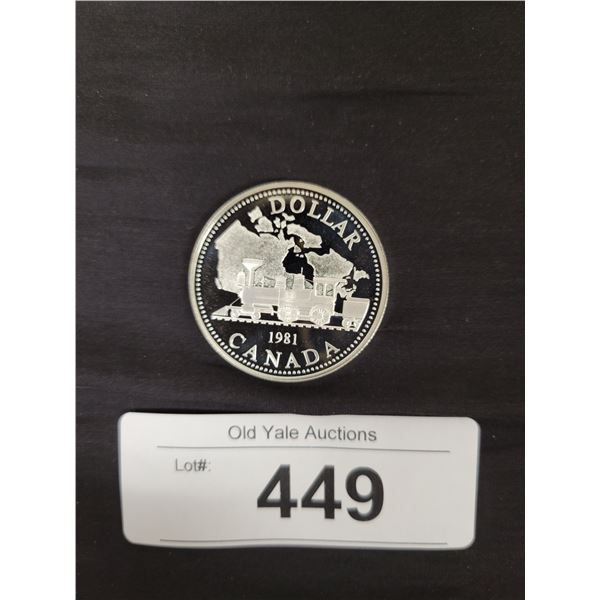 DOLLAR
1981
CANADA
Old Yale Auctions
Lot#:
449